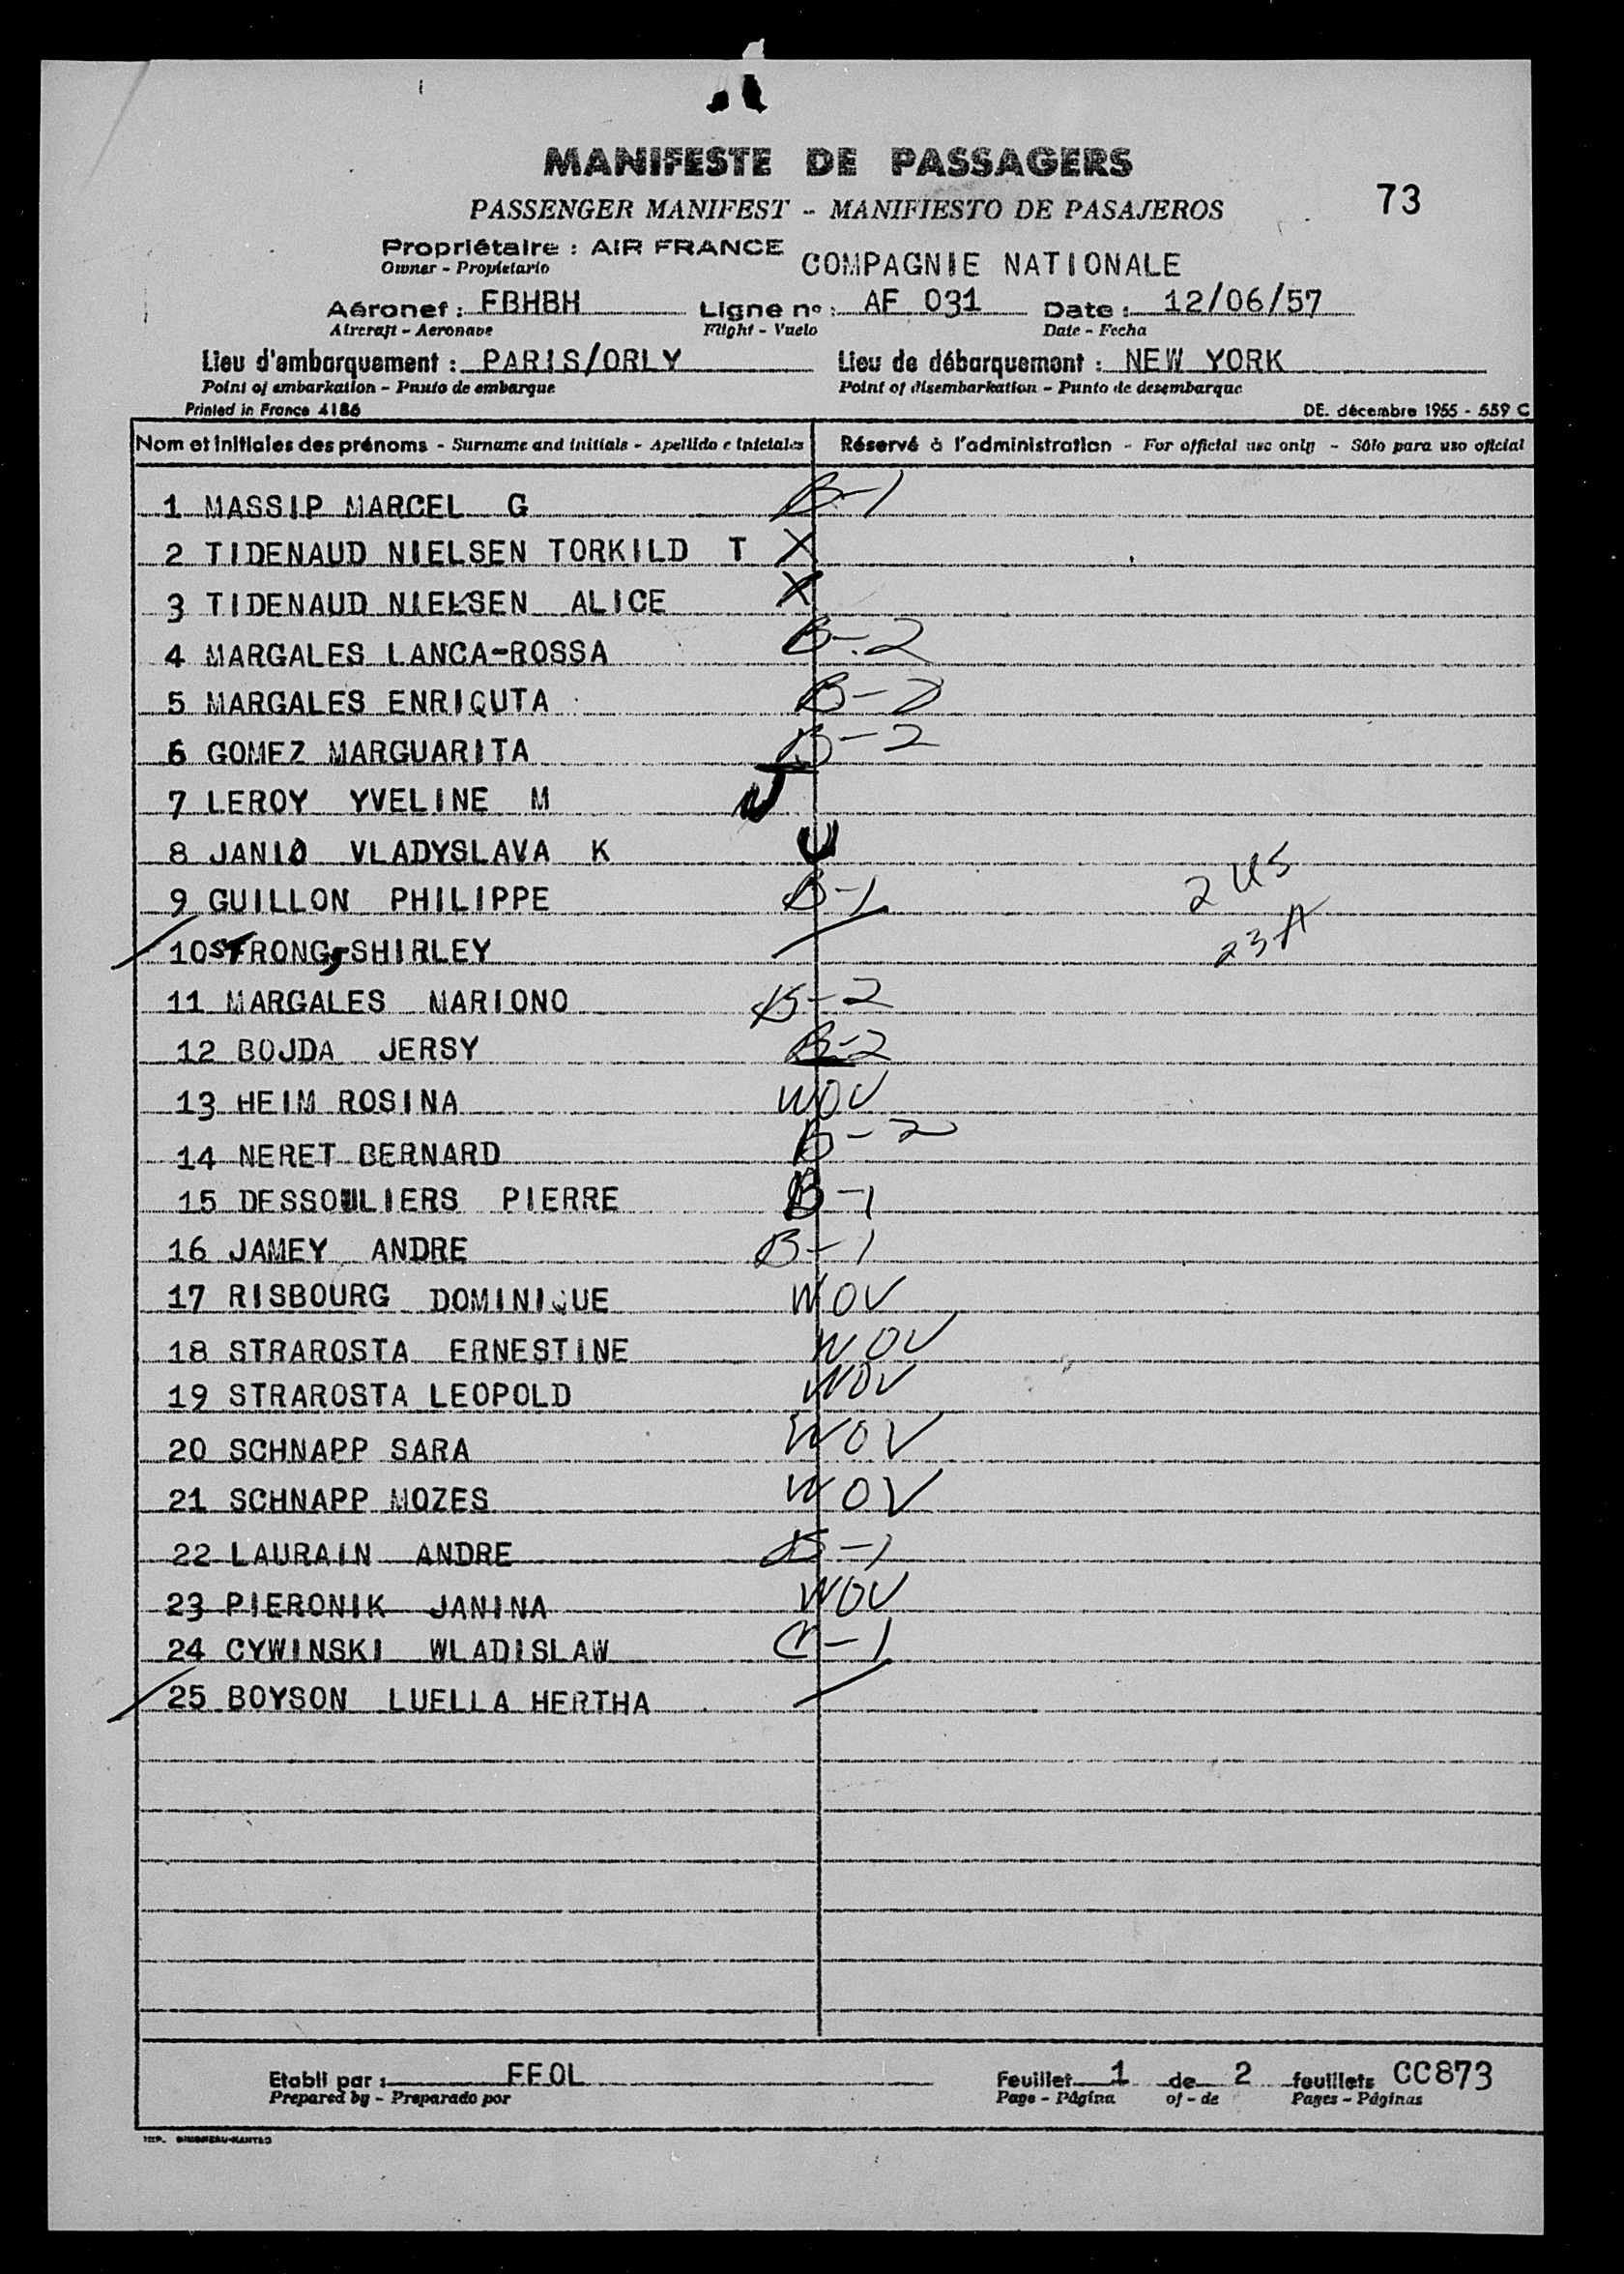 MANIFESTE DE PASSAGERS
PASSENGER MANIFEST - MANIFIESTO DE PASAJEROS
73
Propriétaire : AIR FRANCE COMPAGNIE NATIONALE
Owner - Propietario
Aéronef : FBHBH Ligne n° : AF 031 Date : 12/06/57
Aircraft - Aeronave Flight - Vuelo Date - Fecha
Lieu d'embarquement : PARIS/ORLY Lieu de débarquement : NEW YORK
Point of embarkation - Punto de embarque Point of disembarkation - Punto de desembarque
Printed in France 4186 DE. décembre 1955 - 559 C
Nom et initiales des prénoms - Surname and initials - Apellido e iniciales Réservé à l'administration - For official use only - Sólo para uso oficial
1 MASSIP MARCEL G B-1
2 TIDENAUD NIELSEN TORKILD T X
3 TIDENAUD NIELSEN ALICE X
4 MARGALES LANCA-ROSSA B-2
5 MARGALES ENRIQUTA B-2
6 GOMEZ MARGUARITA B-2
7 LEROY YVELINE M
8 JANIO VLADYSLAVA K U
9 GUILLON PHILIPPE B-1
2 US
10 STRONG, SHIRLEY
23 A
11 MARGALES MARIONO B-2
12 BOJDA JERSY B-2
13 HEIM ROSINA WOV
14 NERET BERNARD B-2
15 DESSOULIERS PIERRE B-1
16 JAMEY ANDRE B-1
17 RISBOURG DOMINIQUE WOV
18 STRAROSTA ERNESTINE WOV
19 STRAROSTA LEOPOLD WOV
20 SCHNAPP SARA WOV
21 SCHNAPP MOZES WOV
22 LAURAIN ANDRE B-1
23 PIERONIK JANINA WOV
24 CYWINSKI WLADISLAW C-1
25 BOYSON LUELLA HERTHA
Etabli par : FFOL Feuillet 1 de 2 feuillets CC873
Prepared by - Preparado por Page - Página of - de Pages - Páginas